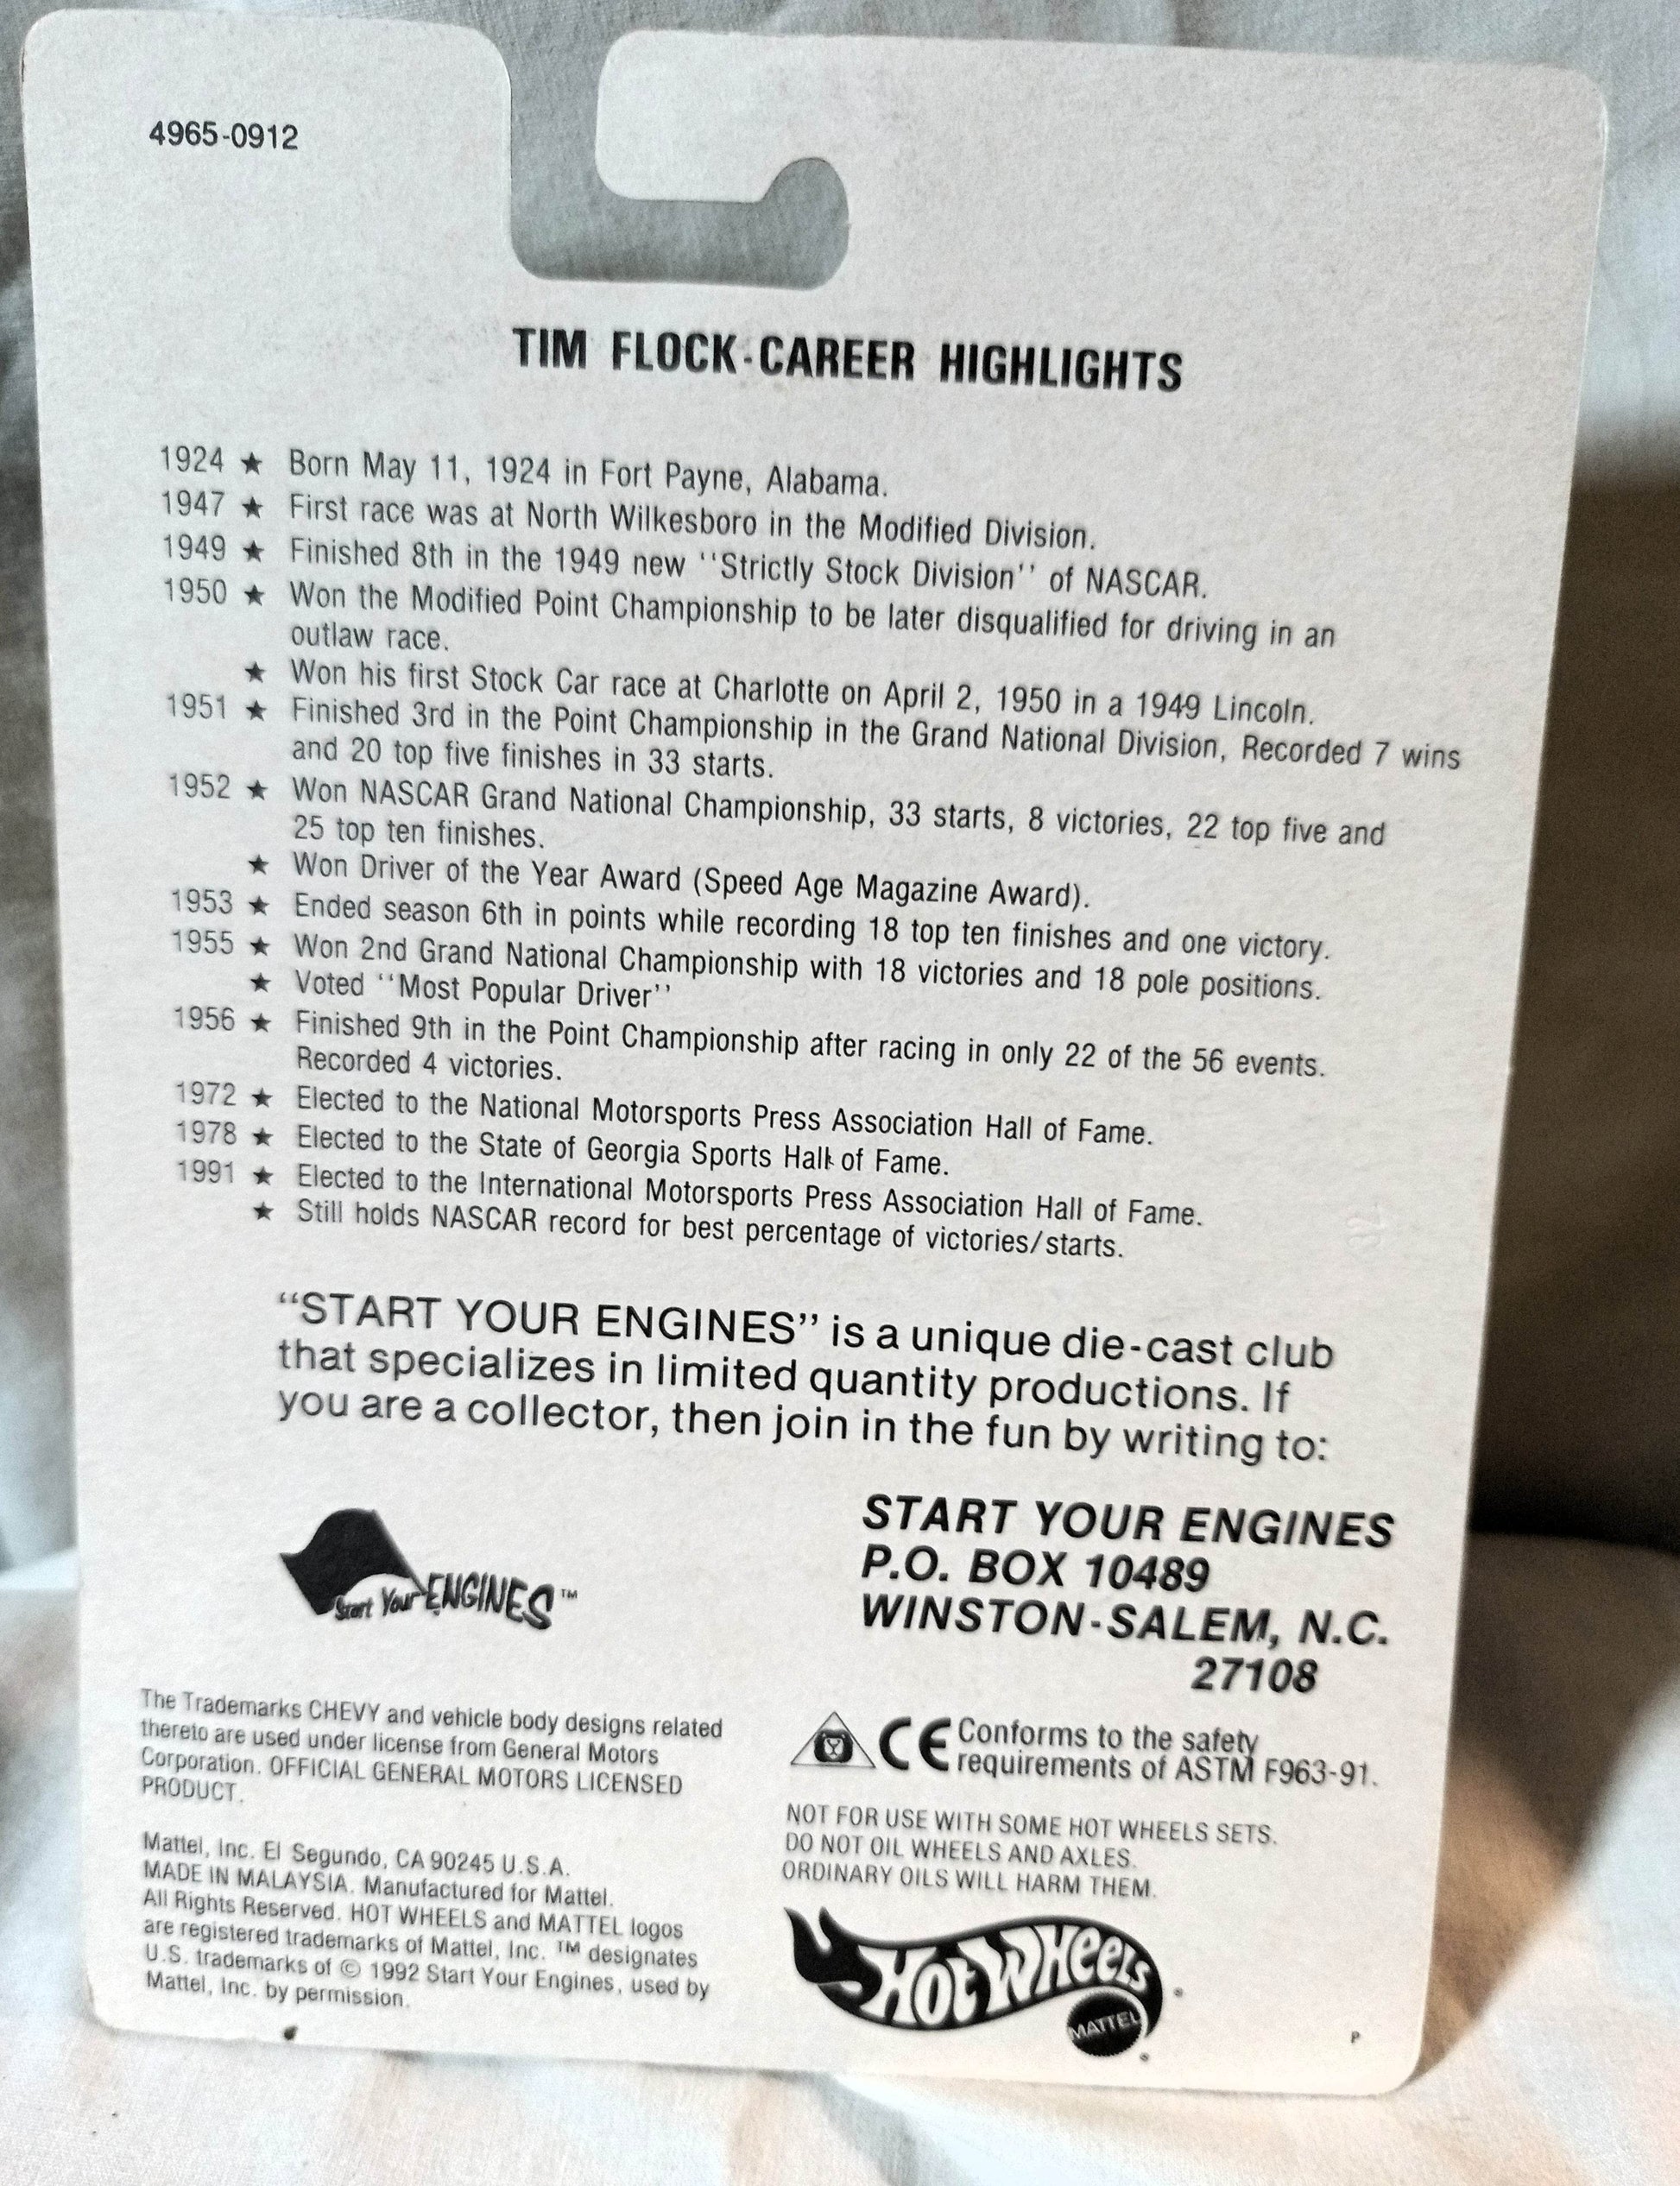 4965-0912
TIM FLOCK-CAREER HIGHLIGHTS
1924 ★ Born May 11, 1924 in Fort Payne, Alabama.
1947 ★ First race was at North Wilkesboro in the Modified Division.
1949 ★ Finished 8th in the 1949 new ''Strictly Stock Division'' of NASCAR.
1950 ★ Won the Modified Point Championship to be later disqualified for driving in an
outlaw race.
★ Won his first Stock Car race at Charlotte on April 2, 1950 in a 1949 Lincoln.
1951 ★ Finished 3rd in the Point Championship in the Grand National Division, Recorded 7 wins
and 20 top five finishes in 33 starts.
1952 ★ Won NASCAR Grand National Championship, 33 starts, 8 victories, 22 top five and
25 top ten finishes.
★ Won Driver of the Year Award (Speed Age Magazine Award).
1953 ★ Ended season 6th in points while recording 18 top ten finishes and one victory.
1955 ★ Won 2nd Grand National Championship with 18 victories and 18 pole positions.
★ Voted ''Most Popular Driver''
1956 ★ Finished 9th in the Point Championship after racing in only 22 of the 56 events.
Recorded 4 victories.
1972 ★ Elected to the National Motorsports Press Association Hall of Fame.
1978 ★ Elected to the State of Georgia Sports Hall of Fame.
1991 ★ Elected to the International Motorsports Press Association Hall of Fame.
★ Still holds NASCAR record for best percentage of victories/starts.
“START YOUR ENGINES” is a unique die-cast club
that specializes in limited quantity productions. If
you are a collector, then join in the fun by writing to:
Start Your ENGINES™
START YOUR ENGINES
P.O. BOX 10489
WINSTON-SALEM, N.C.
27108
The Trademarks CHEVY and vehicle body designs related
thereto are used under license from General Motors
Corporation. OFFICIAL GENERAL MOTORS LICENSED
PRODUCT.
Mattel, Inc. El Segundo, CA 90245 U.S.A.
MADE IN MALAYSIA. Manufactured for Mattel.
All Rights Reserved. HOT WHEELS and MATTEL logos
are registered trademarks of Mattel, Inc. ™ designates
U.S. trademarks of © 1992 Start Your Engines, used by
Mattel, Inc. by permission.
CE Conforms to the safety
requirements of ASTM F963-91.
NOT FOR USE WITH SOME HOT WHEELS SETS.
DO NOT OIL WHEELS AND AXLES.
ORDINARY OILS WILL HARM THEM.
HOT WHEELS
MATTEL
P